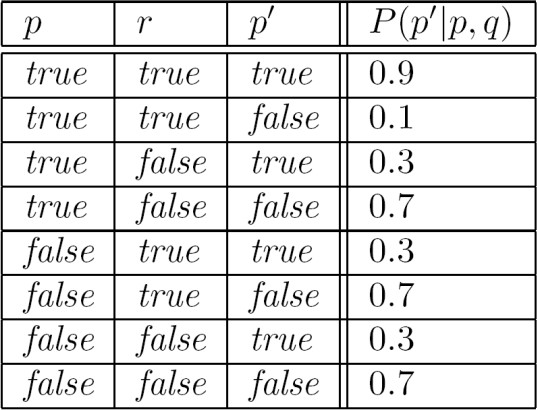 p r p′ P(p′|p, q)
true true true 0.9
true true false 0.1
true false true 0.3
true false false 0.7
false true true 0.3
false true false 0.7
false false true 0.3
false false false 0.7